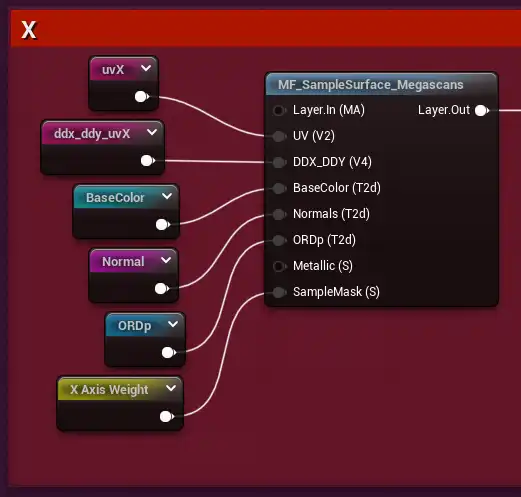 X
uvX
ddx_ddy_uvX
BaseColor
Normal
ORDp
X Axis Weight
MF_SampleSurface_Megascans
Layer.In (MA) Layer.Out
UV (V2)
DDX_DDY (V4)
BaseColor (T2d)
Normals (T2d)
ORDp (T2d)
Metallic (S)
SampleMask (S)